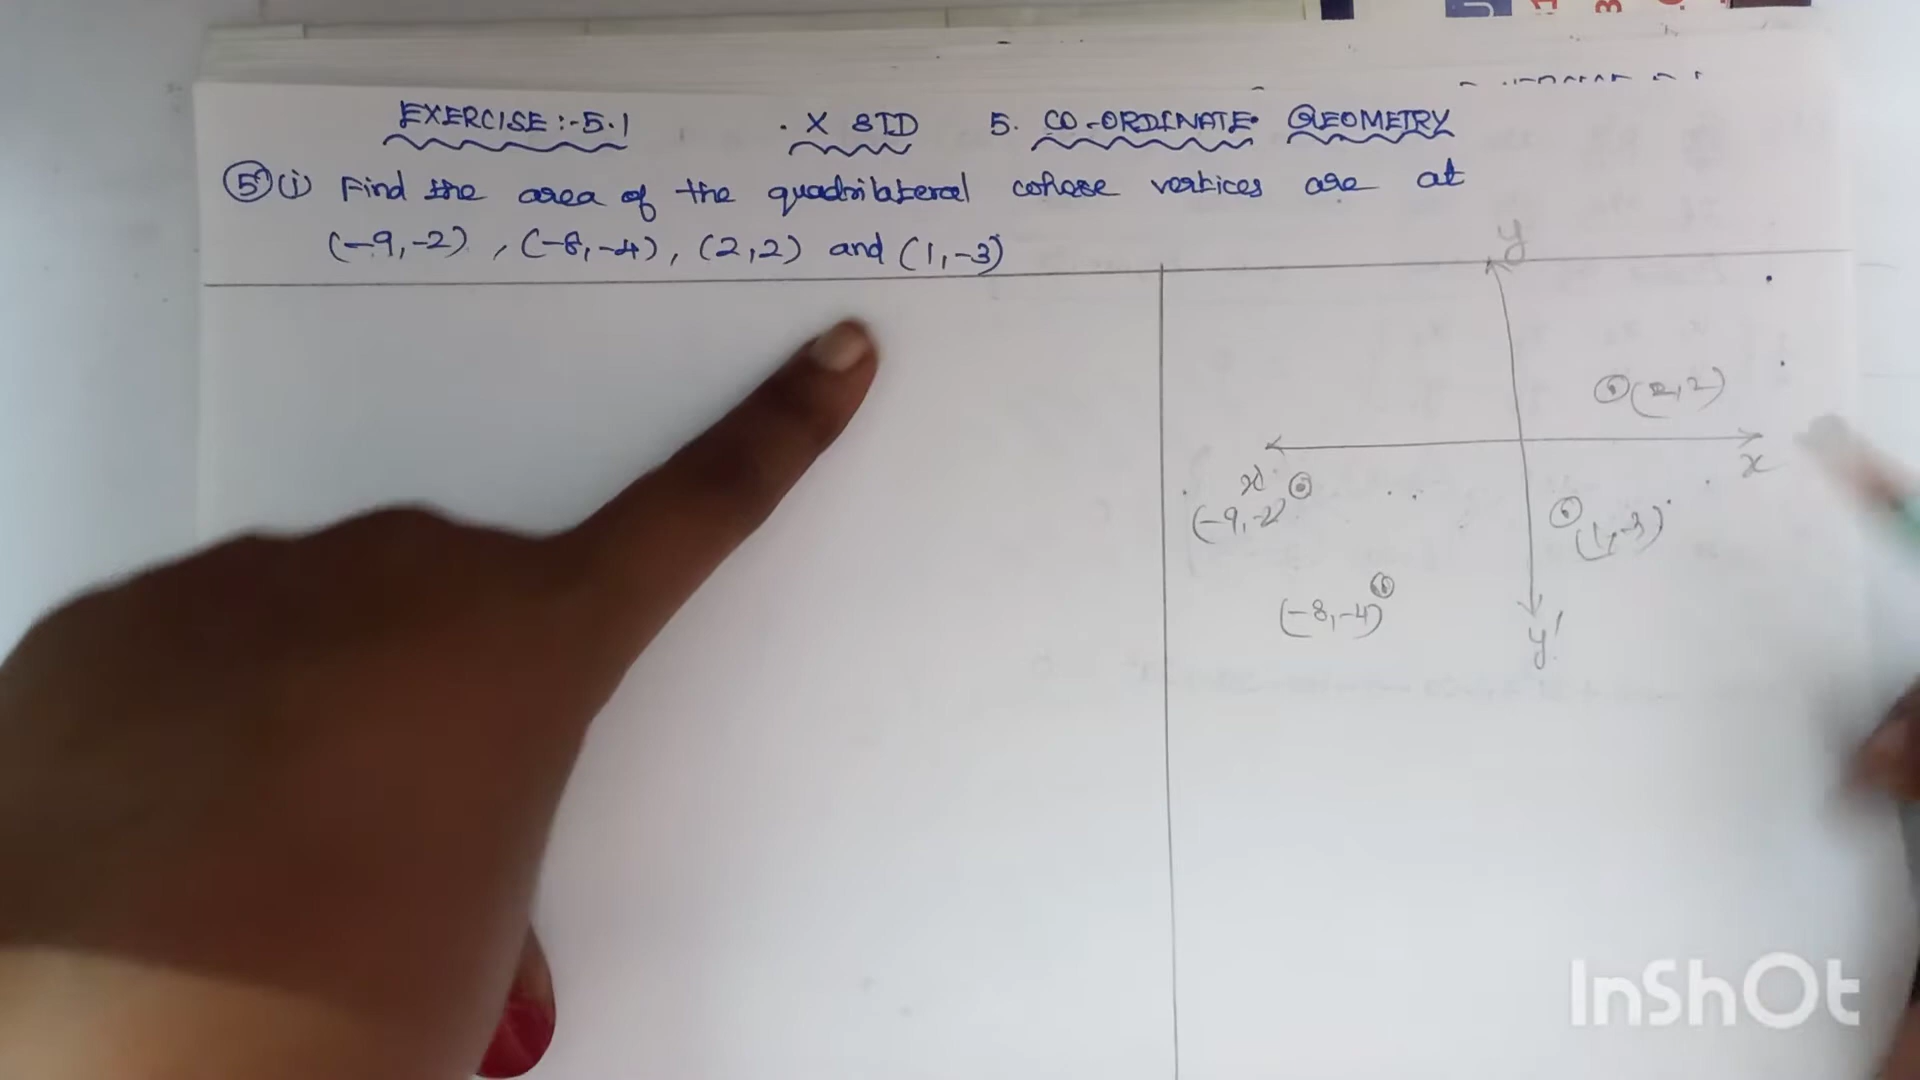 EXERCISE:-5.1 X STD 5. CO-ORDINATE GEOMETRY
5 (i) Find the area of the quadrilateral whose vertices are at
(-9,-2), (-8,-4), (2,2) and (1,-3)
y
(2,2)
x
x'
(-9,-2)
(1,-3)
(-8,-4)
y'
InShOt